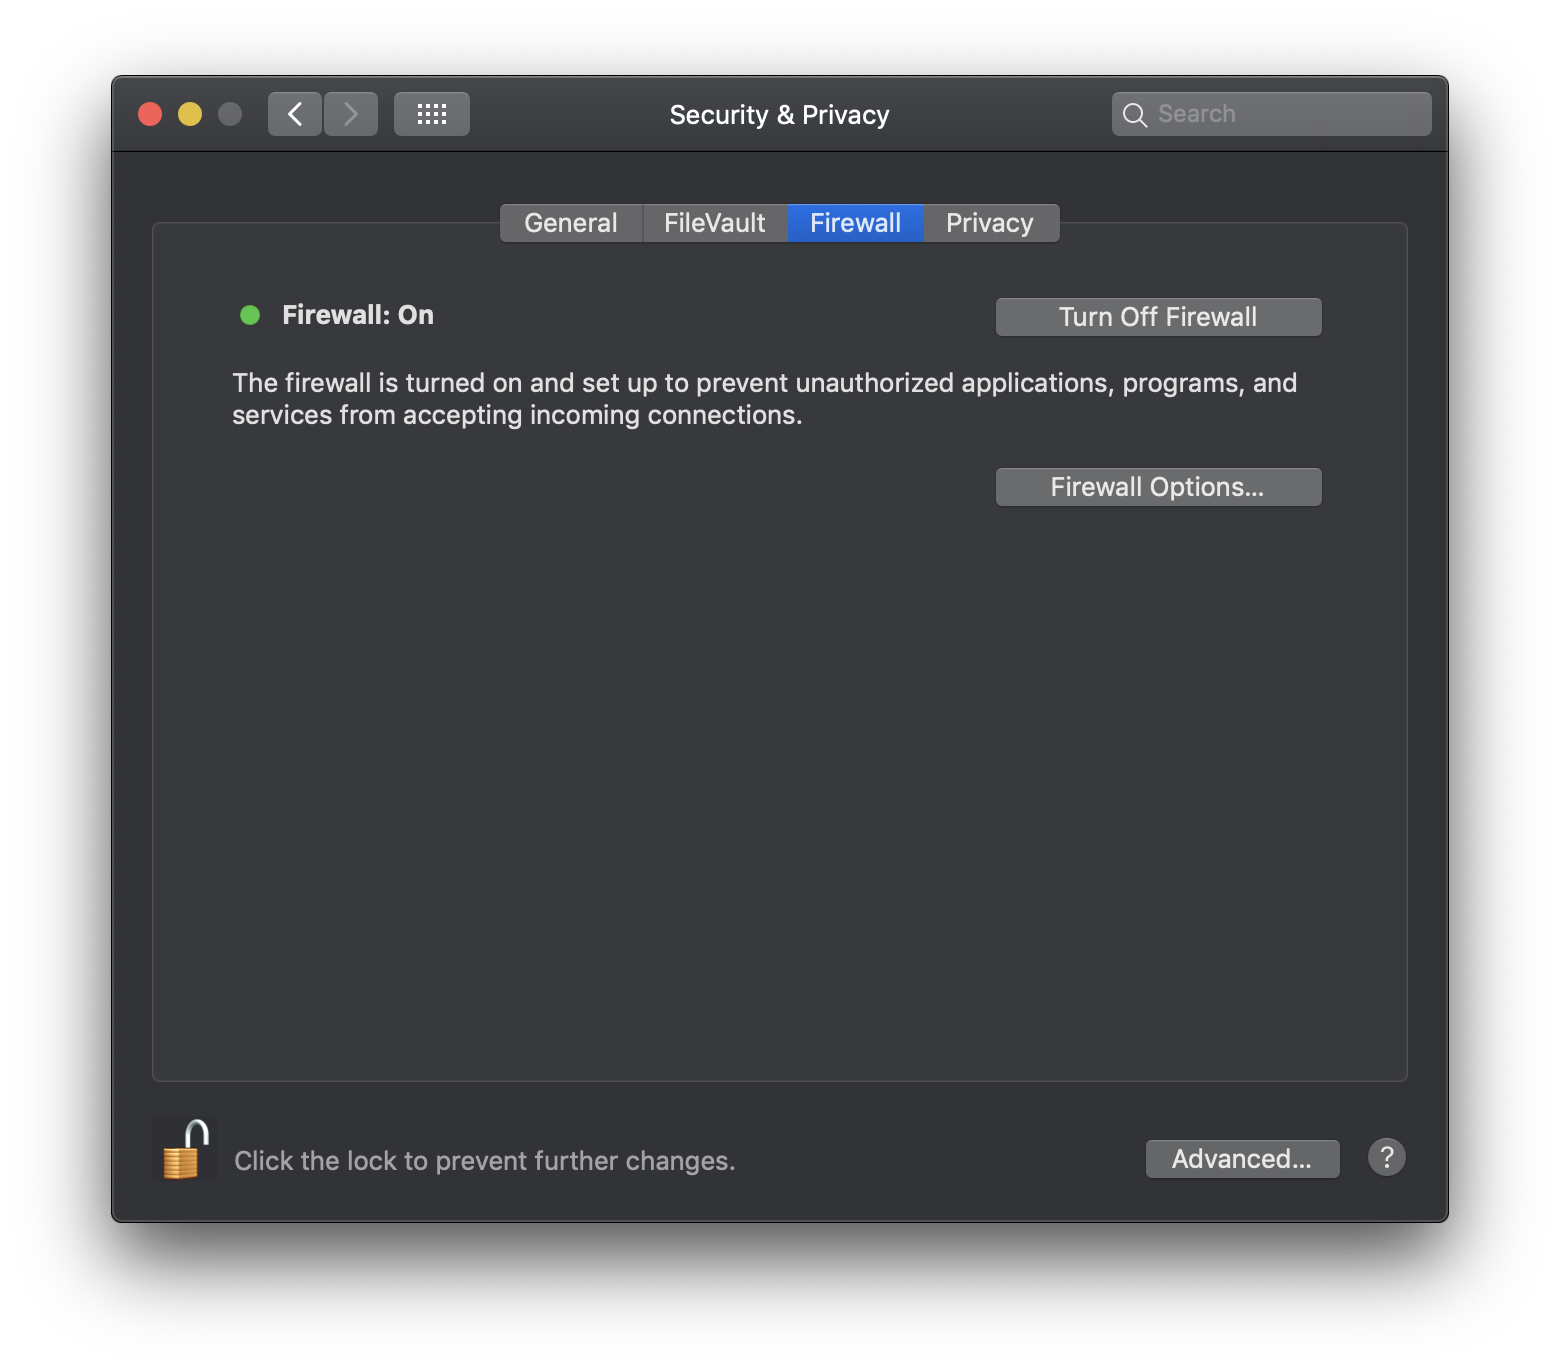 Security & Privacy
Search
General
FileVault
Firewall
Privacy
Firewall: On
Turn Off Firewall
The firewall is turned on and set up to prevent unauthorized applications, programs, and
services from accepting incoming connections.
Firewall Options...
Click the lock to prevent further changes.
Advanced...
?